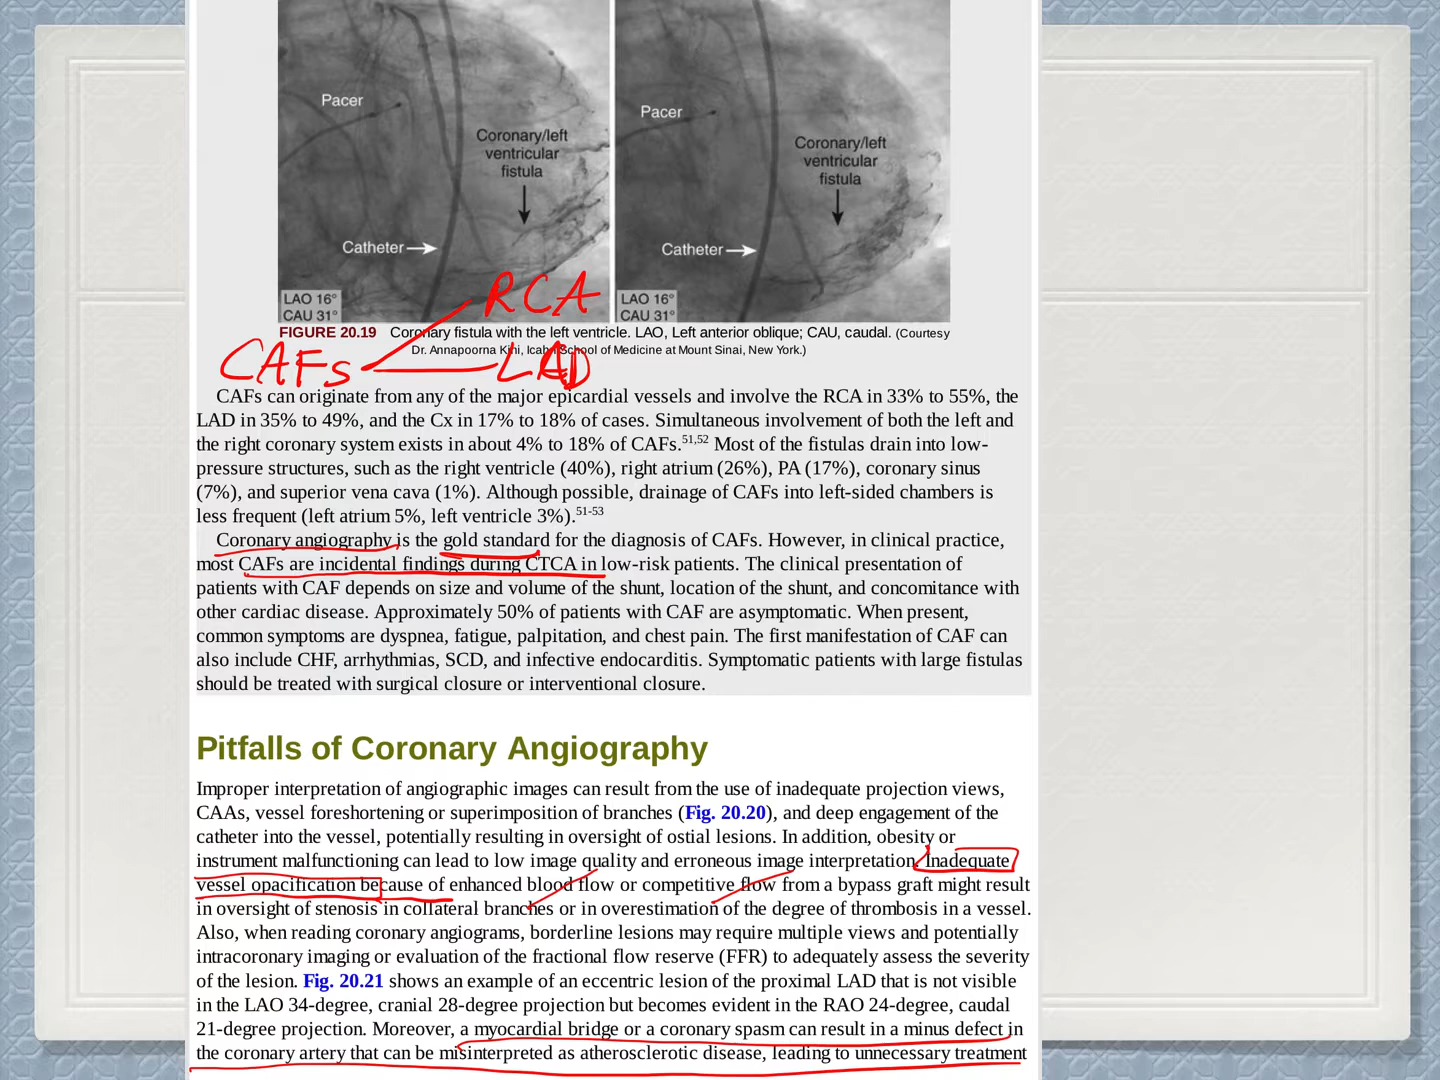 Pacer
Coronary/left
ventricular
fistula
Catheter
LAO 16°
CAU 31°
Pacer
Coronary/left
ventricular
fistula
Catheter
LAO 16°
CAU 31°
RCA
FIGURE 20.19 Coronary fistula with the left ventricle. LAO, Left anterior oblique; CAU, caudal. (Courtesy
Dr. Annapoorna Kini, Icahn School of Medicine at Mount Sinai, New York.)
CAFs LAD
CAFs can originate from any of the major epicardial vessels and involve the RCA in 33% to 55%, the
LAD in 35% to 49%, and the Cx in 17% to 18% of cases. Simultaneous involvement of both the left and
the right coronary system exists in about 4% to 18% of CAFs.51,52 Most of the fistulas drain into low-
pressure structures, such as the right ventricle (40%), right atrium (26%), PA (17%), coronary sinus
(7%), and superior vena cava (1%). Although possible, drainage of CAFs into left-sided chambers is
less frequent (left atrium 5%, left ventricle 3%).51-53
Coronary angiography is the gold standard for the diagnosis of CAFs. However, in clinical practice,
most CAFs are incidental findings during CTCA in low-risk patients. The clinical presentation of
patients with CAF depends on size and volume of the shunt, location of the shunt, and concomitance with
other cardiac disease. Approximately 50% of patients with CAF are asymptomatic. When present,
common symptoms are dyspnea, fatigue, palpitation, and chest pain. The first manifestation of CAF can
also include CHF, arrhythmias, SCD, and infective endocarditis. Symptomatic patients with large fistulas
should be treated with surgical closure or interventional closure.
Pitfalls of Coronary Angiography
Improper interpretation of angiographic images can result from the use of inadequate projection views,
CAAs, vessel foreshortening or superimposition of branches (Fig. 20.20), and deep engagement of the
catheter into the vessel, potentially resulting in oversight of ostial lesions. In addition, obesity or
instrument malfunctioning can lead to low image quality and erroneous image interpretation. Inadequate
vessel opacification because of enhanced blood flow or competitive flow from a bypass graft might result
in oversight of stenosis in collateral branches or in overestimation of the degree of thrombosis in a vessel.
Also, when reading coronary angiograms, borderline lesions may require multiple views and potentially
intracoronary imaging or evaluation of the fractional flow reserve (FFR) to adequately assess the severity
of the lesion. Fig. 20.21 shows an example of an eccentric lesion of the proximal LAD that is not visible
in the LAO 34-degree, cranial 28-degree projection but becomes evident in the RAO 24-degree, caudal
21-degree projection. Moreover, a myocardial bridge or a coronary spasm can result in a minus defect in
the coronary artery that can be misinterpreted as atherosclerotic disease, leading to unnecessary treatment